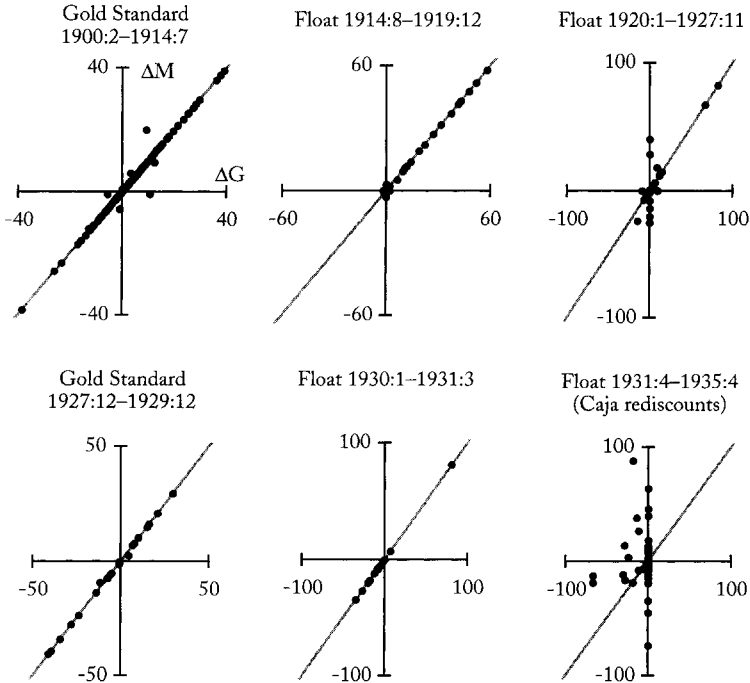 Gold Standard
1900:2–1914:7
40
ΔM
ΔG
-40
40
-40
Float 1914:8–1919:12
60
-60
60
-60
Float 1920:1–1927:11
100
-100
100
-100
Gold Standard
1927:12–1929:12
50
-50
50
-50
Float 1930:1–1931:3
100
-100
100
-100
Float 1931:4–1935:4
(Caja rediscounts)
100
-100
100
-100